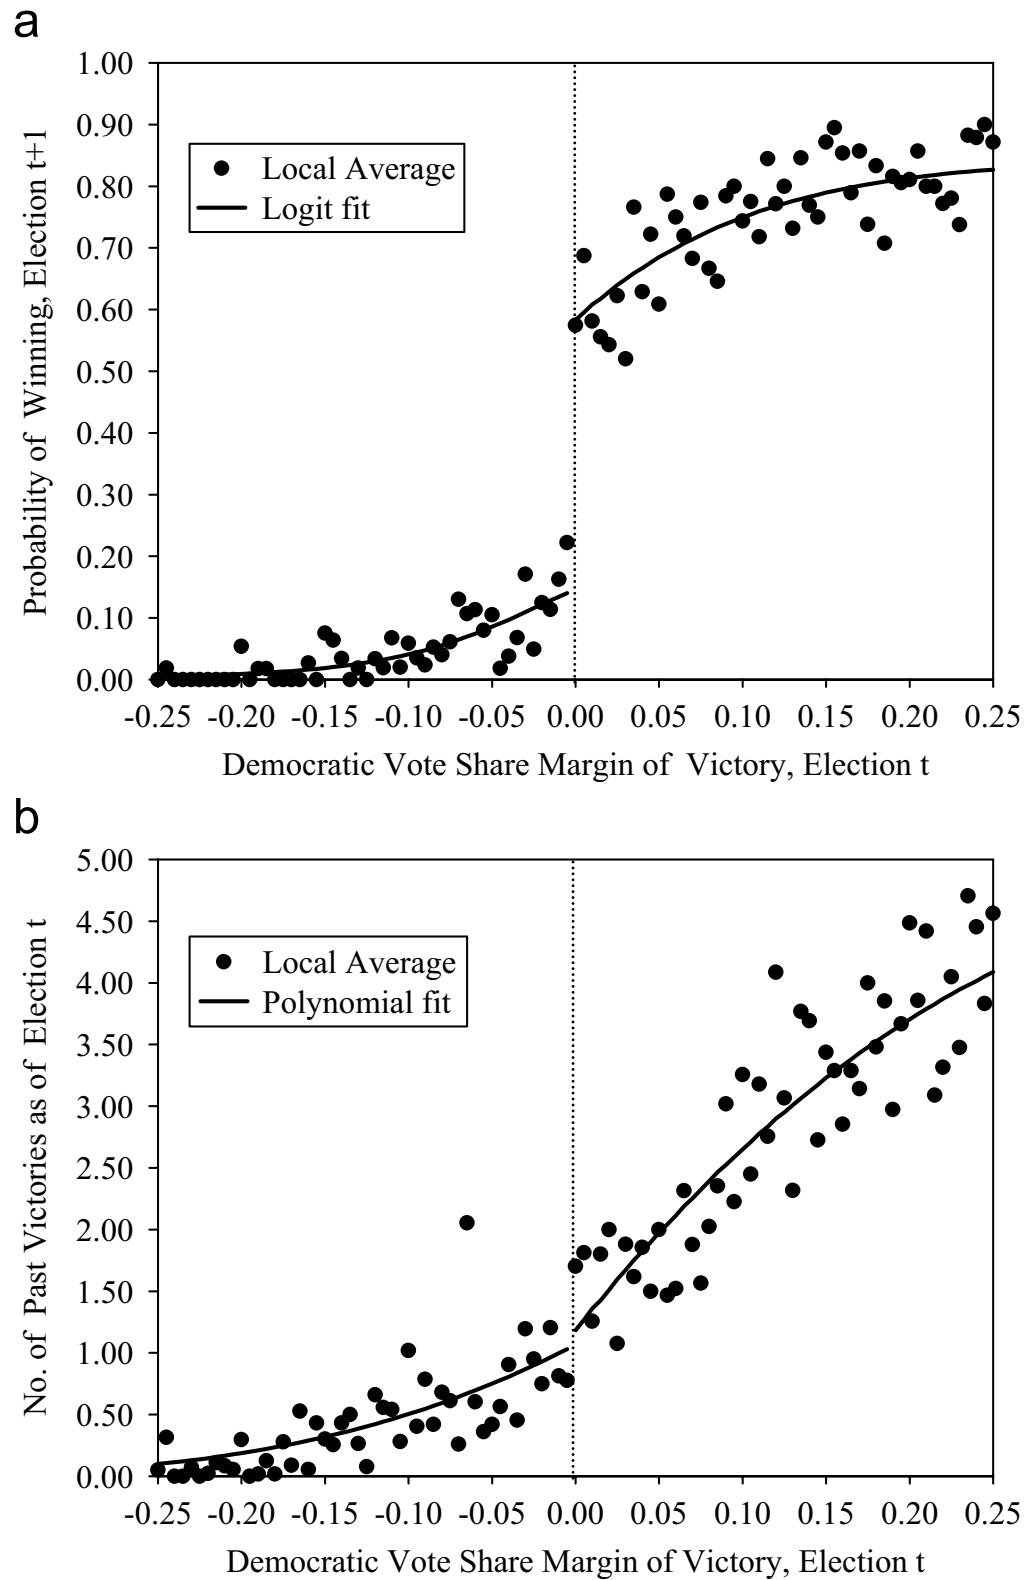 a
Probability of Winning, Election t+1
1.00
0.90
0.80
0.70
0.60
0.50
0.40
0.30
0.20
0.10
0.00
Local Average
Logit fit
-0.25 -0.20 -0.15 -0.10 -0.05 0.00 0.05 0.10 0.15 0.20 0.25
Democratic Vote Share Margin of Victory, Election t
b
No. of Past Victories as of Election t
5.00
4.50
4.00
3.50
3.00
2.50
2.00
1.50
1.00
0.50
0.00
Local Average
Polynomial fit
-0.25 -0.20 -0.15 -0.10 -0.05 0.00 0.05 0.10 0.15 0.20 0.25
Democratic Vote Share Margin of Victory, Election t